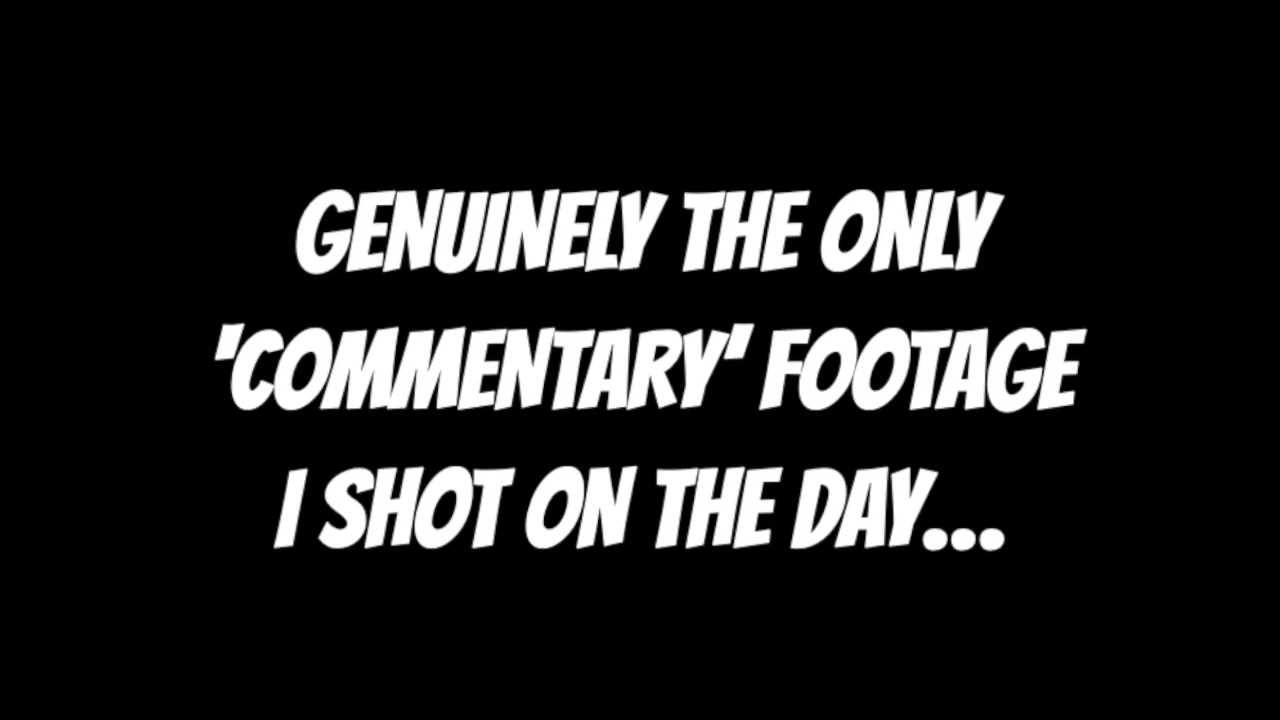 GENUINELY THE ONLY
'COMMENTARY' FOOTAGE
I SHOT ON THE DAY...